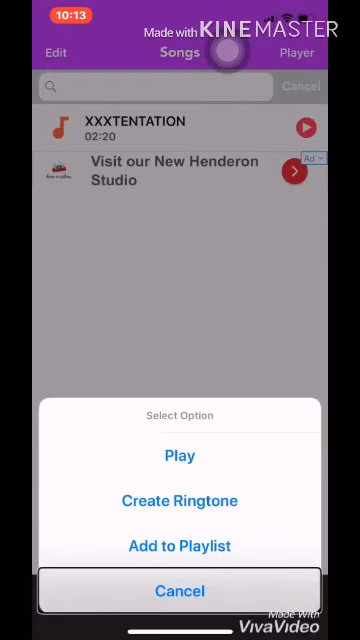 10:13
Made with KINEMASTER
Edit
Songs
Player
Cancel
XXXTENTATION
02:20
Visit our New Henderon
Studio
Ad
Select Option
Play
Create Ringtone
Add to Playlist
Cancel
Made With
VivaVideo